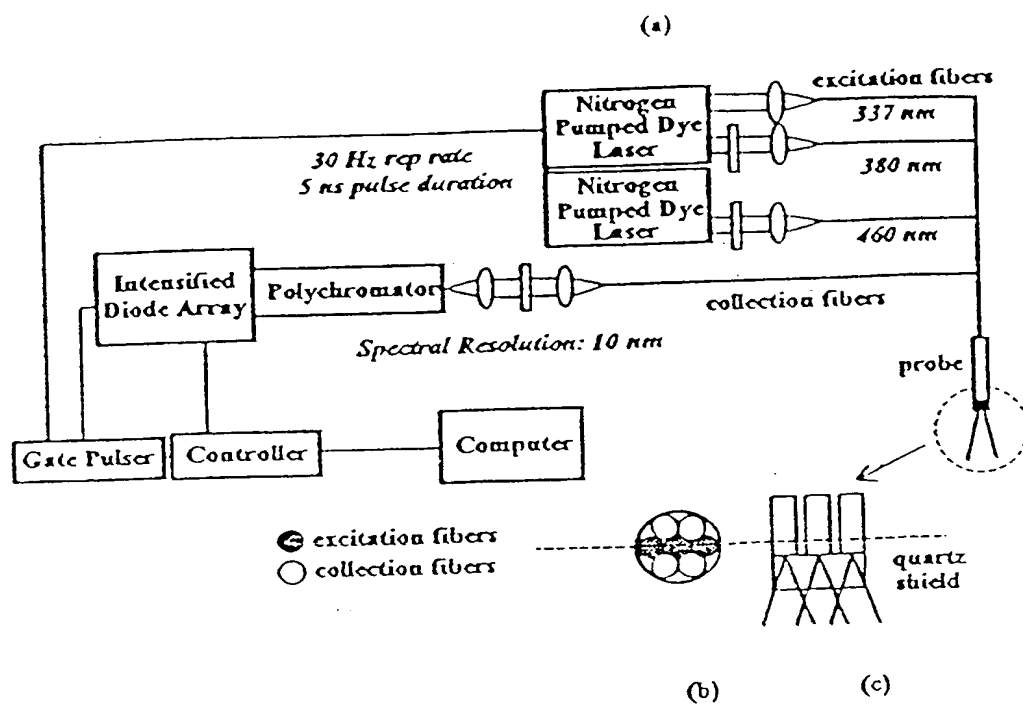 (a)
excitation fibers
Nitrogen
Pumped Dye
Laser
337 nm
30 Hz rep rate
5 ns pulse duration
380 nm
Nitrogen
Pumped Dye
Laser
460 nm
Intensified
Diode Array
Polychromator
collection fibers
Spectral Resolution: 10 nm
probe
Gate Pulser
Controller
Computer
excitation fibers
collection fibers
quartz
shield
(b)
(c)